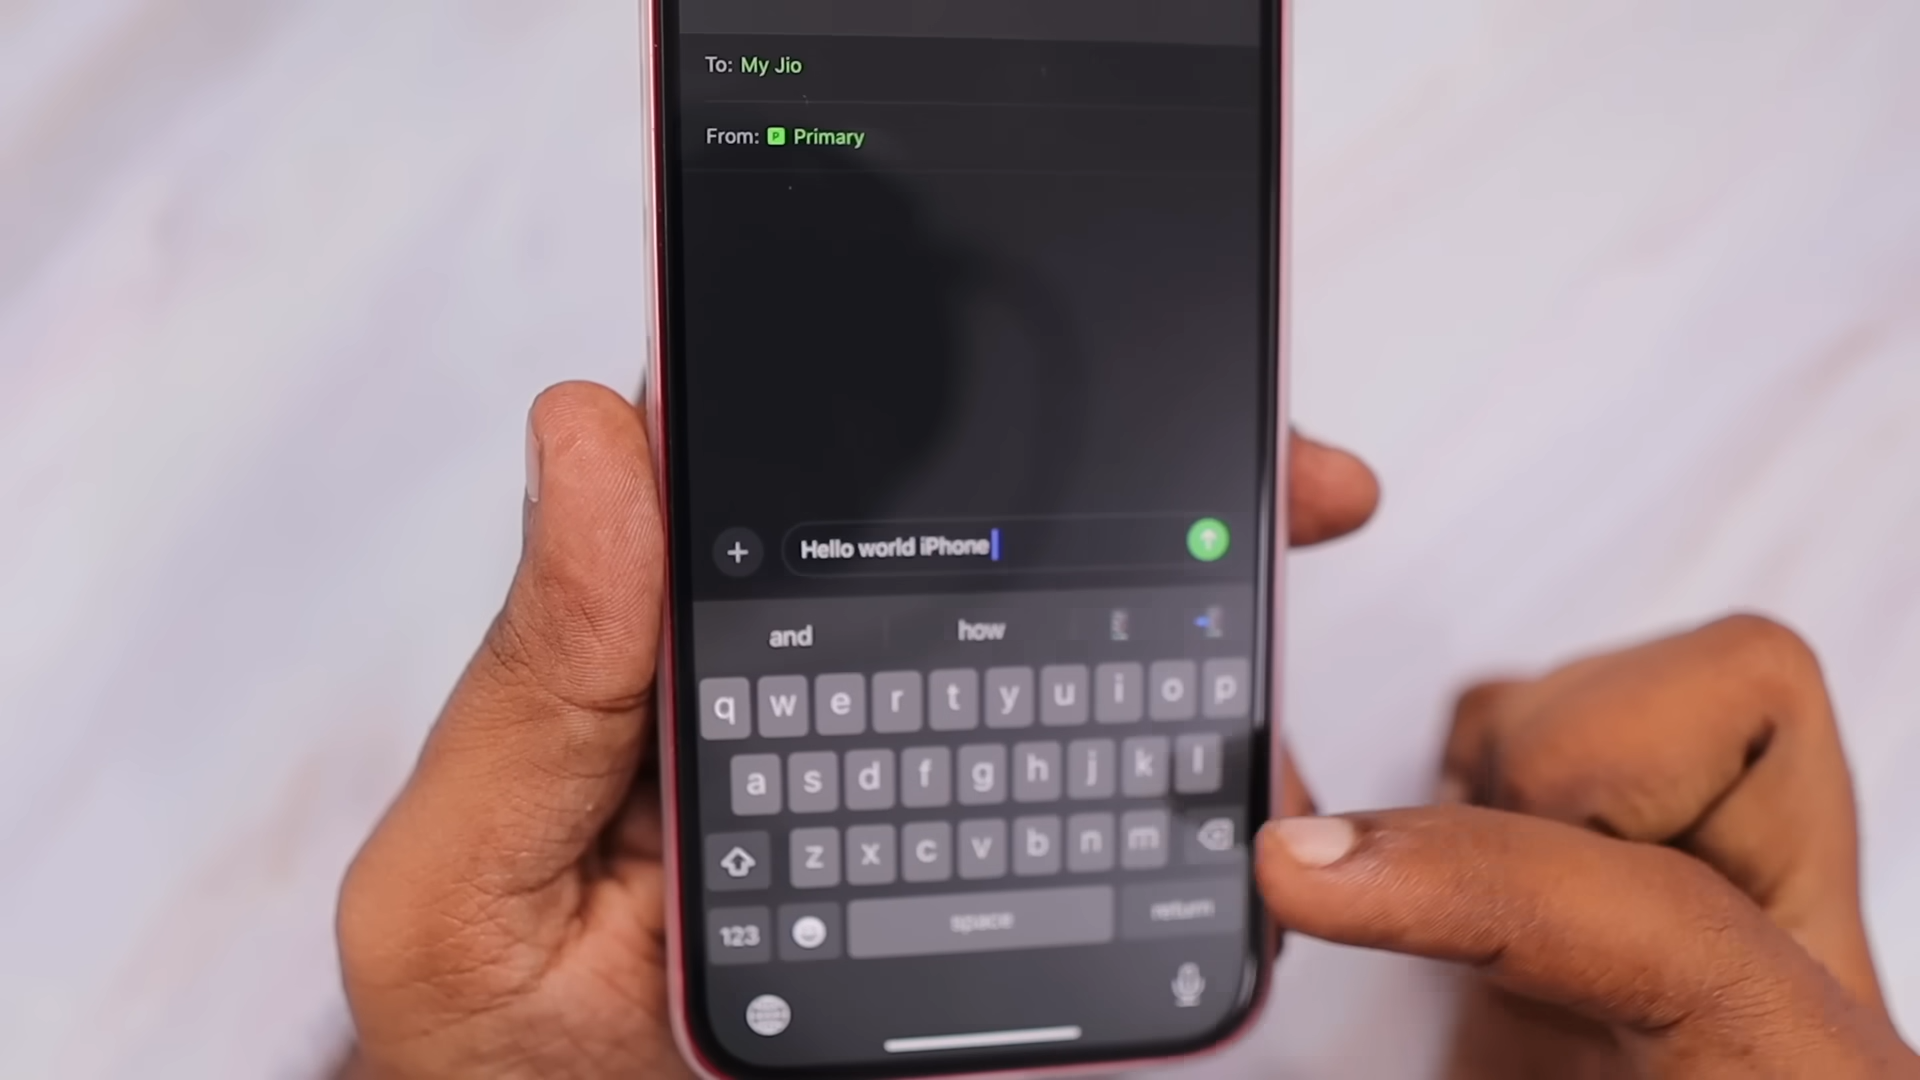 To: My Jio
From: P Primary
Hello world iPhone
and how
q w e r t y u i o p
a s d f g h j k l
z x c v b n m
123 space return